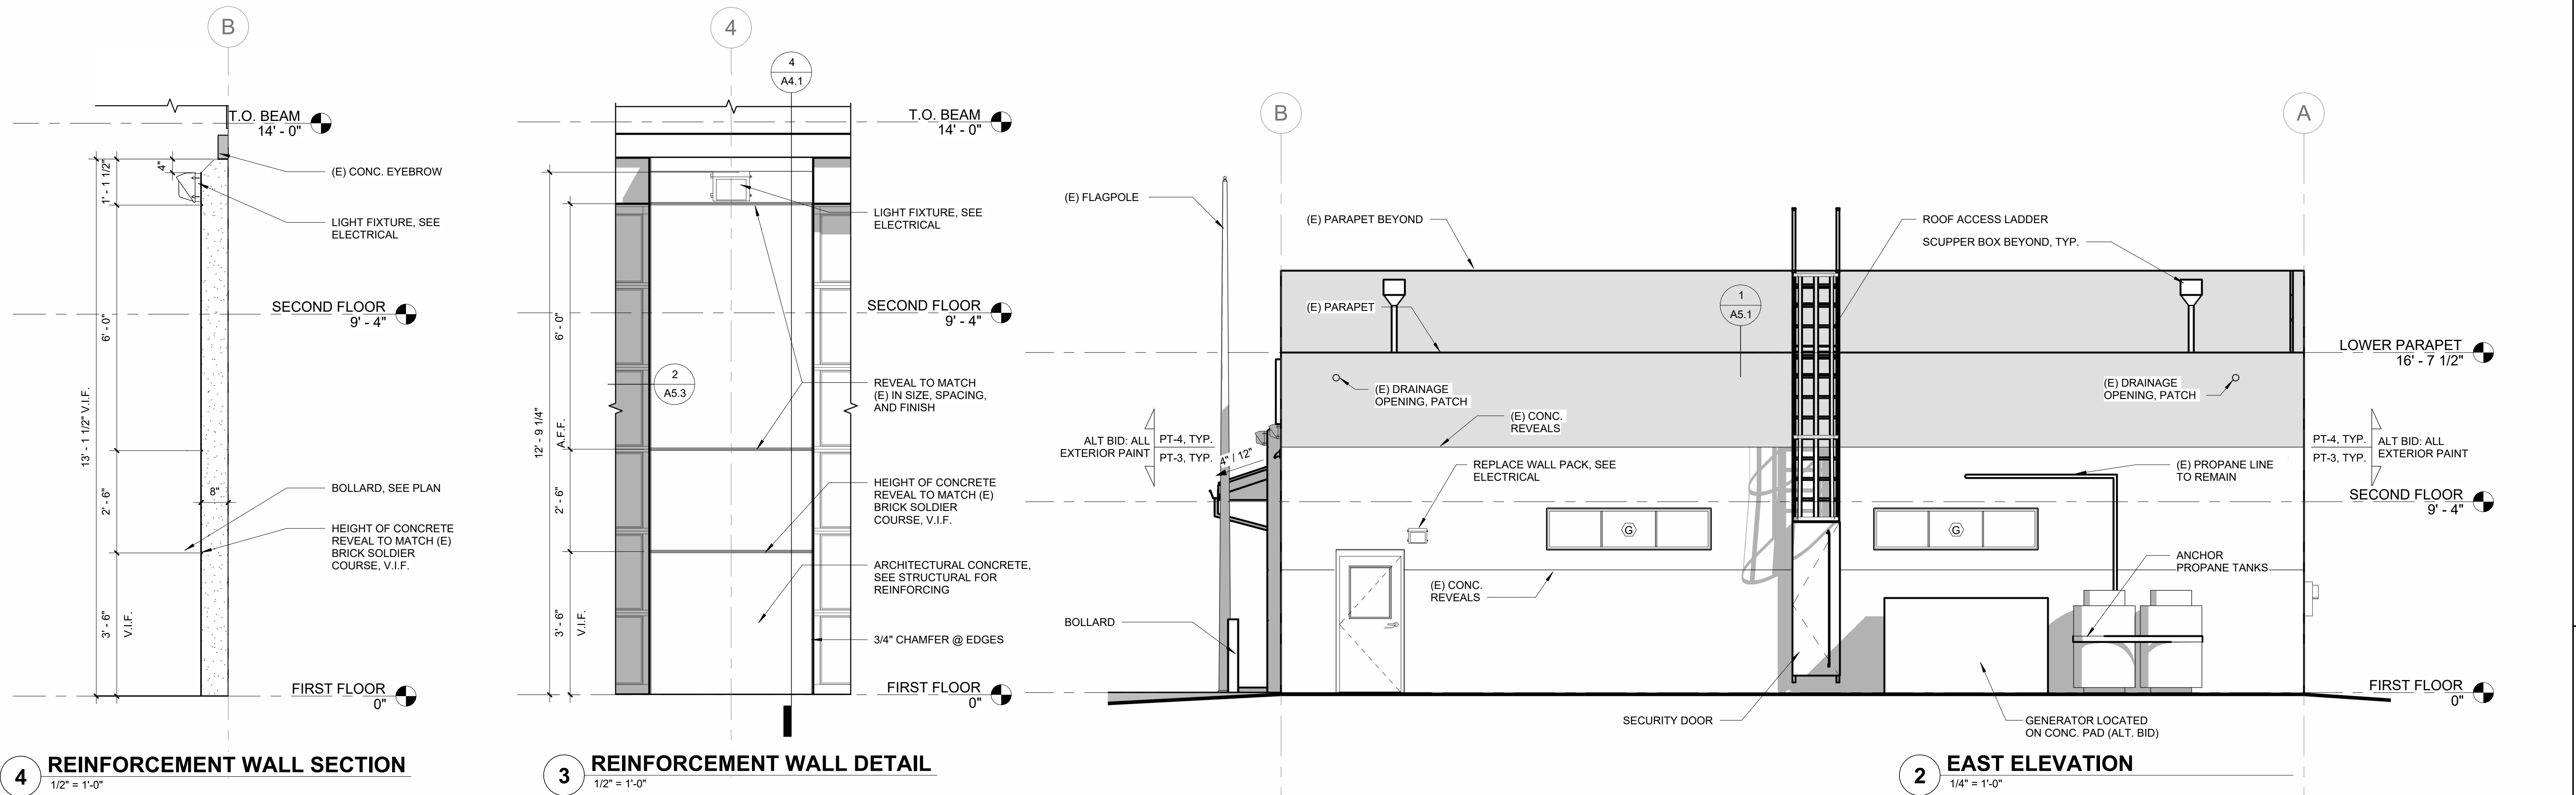 B
T.O. BEAM
14' - 0"
1' - 1 1/2"
4"
(E) CONC. EYEBROW
LIGHT FIXTURE, SEE
ELECTRICAL
SECOND FLOOR
9' - 4"
6' - 0"
13' - 1 1/2" V.I.F.
8"
2' - 6"
BOLLARD, SEE PLAN
HEIGHT OF CONCRETE
REVEAL TO MATCH (E)
BRICK SOLDIER
COURSE, V.I.F.
3' - 6"
V.I.F.
FIRST FLOOR
0"
4
REINFORCEMENT WALL SECTION
1/2" = 1'-0"
4
4
A4.1
T.O. BEAM
14' - 0"
LIGHT FIXTURE, SEE
ELECTRICAL
SECOND FLOOR
9' - 4"
6' - 0"
2
A5.3
REVEAL TO MATCH
(E) IN SIZE, SPACING,
AND FINISH
12' - 9 1/4"
A.F.F.
HEIGHT OF CONCRETE
REVEAL TO MATCH (E)
BRICK SOLDIER
COURSE, V.I.F.
2' - 6"
ARCHITECTURAL CONCRETE,
SEE STRUCTURAL FOR
REINFORCING
3' - 6"
V.I.F.
3/4" CHAMFER @ EDGES
FIRST FLOOR
0"
3
REINFORCEMENT WALL DETAIL
1/2" = 1'-0"
B
A
(E) FLAGPOLE
(E) PARAPET BEYOND
ROOF ACCESS LADDER
SCUPPER BOX BEYOND, TYP.
(E) PARAPET
1
A5.1
LOWER PARAPET
16' - 7 1/2"
(E) DRAINAGE
OPENING, PATCH
(E) DRAINAGE
OPENING, PATCH
(E) CONC.
REVEALS
ALT BID: ALL
EXTERIOR PAINT
PT-4, TYP.
PT-3, TYP.
4" / 12"
PT-4, TYP.
PT-3, TYP.
ALT BID: ALL
EXTERIOR PAINT
REPLACE WALL PACK, SEE
ELECTRICAL
(E) PROPANE LINE
TO REMAIN
SECOND FLOOR
9' - 4"
G
G
ANCHOR
PROPANE TANKS
(E) CONC.
REVEALS
BOLLARD
FIRST FLOOR
0"
SECURITY DOOR
GENERATOR LOCATED
ON CONC. PAD (ALT. BID)
2
EAST ELEVATION
1/4" = 1'-0"